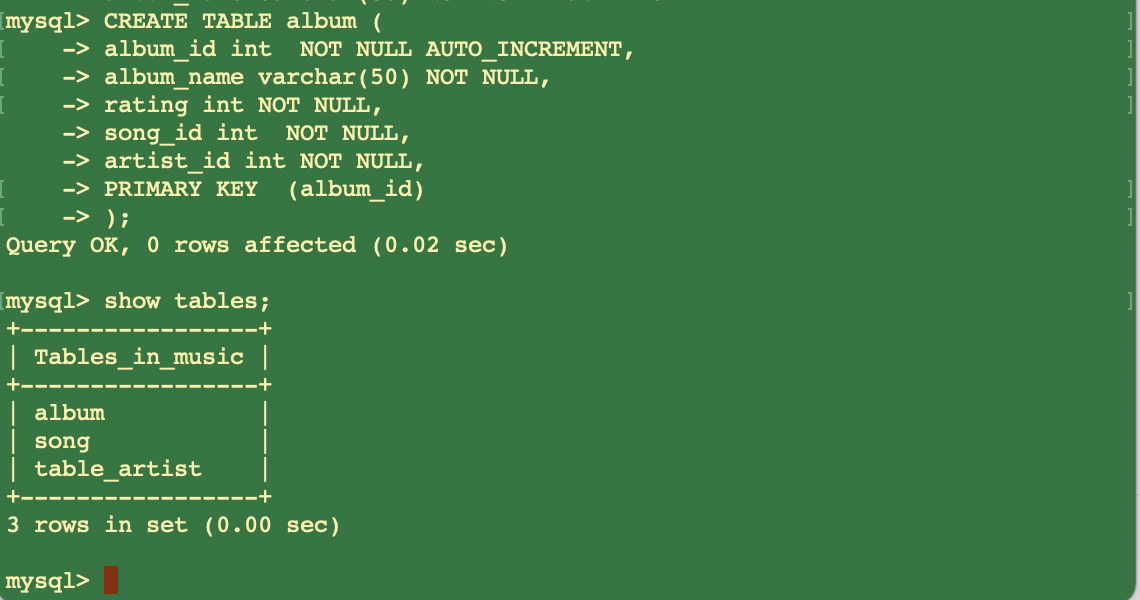 mysql> CREATE TABLE album (
    -> album_id int  NOT NULL AUTO_INCREMENT,
    -> album_name varchar(50) NOT NULL,
    -> rating int NOT NULL,
    -> song_id int  NOT NULL,
    -> artist_id int NOT NULL,
    -> PRIMARY KEY  (album_id)
    -> );
Query OK, 0 rows affected (0.02 sec)

mysql> show tables;
+-----------------+
| Tables_in_music |
+-----------------+
| album           |
| song            |
| table_artist    |
+-----------------+
3 rows in set (0.00 sec)

mysql>